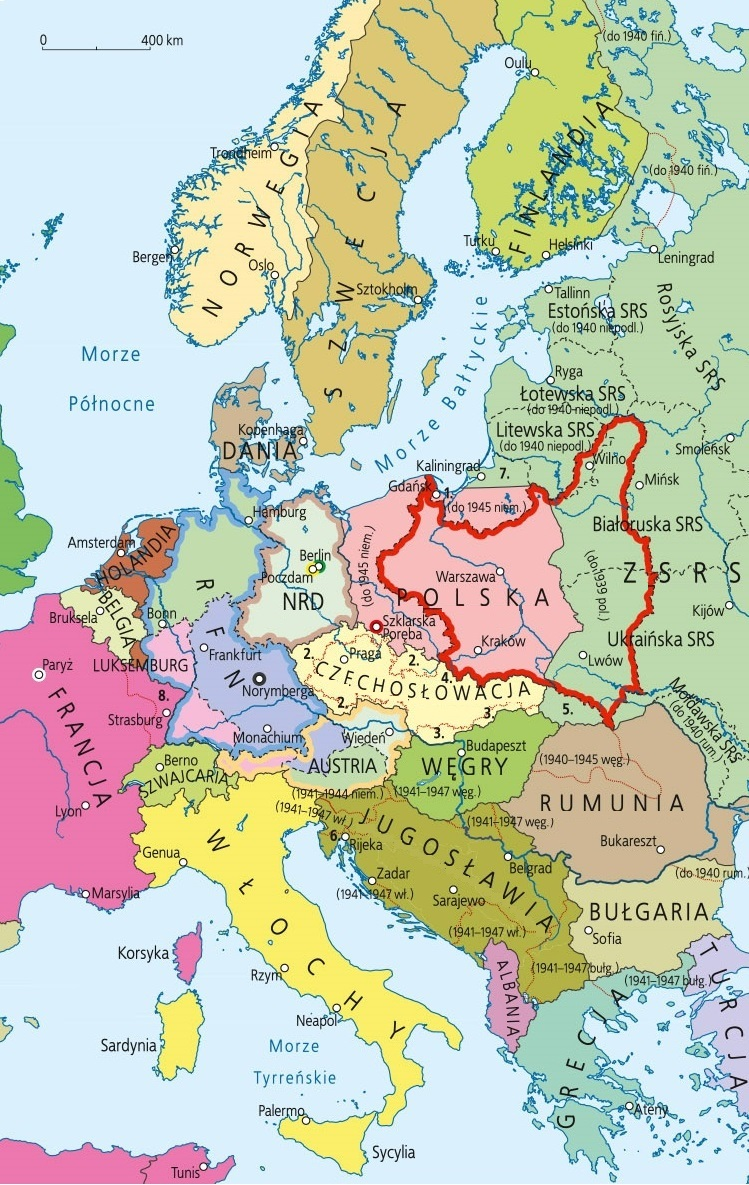 0 400 km
(do 1940 fiń.)
Oulu
FINLANDIA
NORWEGIA
SZWECJA
Trondheim
(do 1940 fiń.)
Turku
Helsinki
Bergen
Oslo
Leningrad
Sztokholm
Tallinn
Estońska SRS
(do 1940 niepodl.)
Rosyjska SRS
Morze
Północne
Morze Bałtyckie
Ryga
Łotewska SRS
(do 1940 niepodl.)
Kopenhaga
DANIA
Litewska SRS
(do 1940 niepodl.)
Smoleńsk
Kaliningrad
7.
Wilno
Mińsk
Gdańsk
1.
(do 1945 niem.)
Hamburg
Białoruska SRS
Amsterdam
HOLANDIA
Berlin
Poczdam
NRD
(do 1945 niem.)
Warszawa
POLSKA
(do 1939 pol.)
ZSRS
BELGIA
Bruksela
Bonn
RFN
Szklarska
Poręba
Kijów
Ukraińska SRS
Kraków
Lwów
Paryż
LUKSEMBURG
Frankfurt
2.
Praga
2.
4.
CZECHOSŁOWACJA
Norymberga
2.
3.
3.
5.
Mołdawska SRS
(do 1940 rum.)
8.
Strasburg
FRANCJA
Monachium
Wiedeń
Budapeszt
Berno
SZWAJCARIA
AUSTRIA
WĘGRY
(1940–1945 węg.)
(1941–1944 niem.)
(1941–1947 węg.)
(1941–1947 wł.)
RUMUNIA
Lyon
JUGOSŁAWIA
(1941–1947 węg.)
6.
Rijeka
Bukareszt
Genua
WŁOCHY
Belgrad
(do 1940 rum.)
Zadar
(1941–1947 wł.)
Marsylia
Sarajewo
BUŁGARIA
(1941–1947 wł.)
Sofia
Korsyka
ALBANIA
(1941–1947 bułg.)
(1941–1947 bułg.)
TURCJA
Rzym
Neapol
GRECJA
Sardynia
Morze
Tyrreńskie
Palermo
Ateny
Sycylia
Tunis